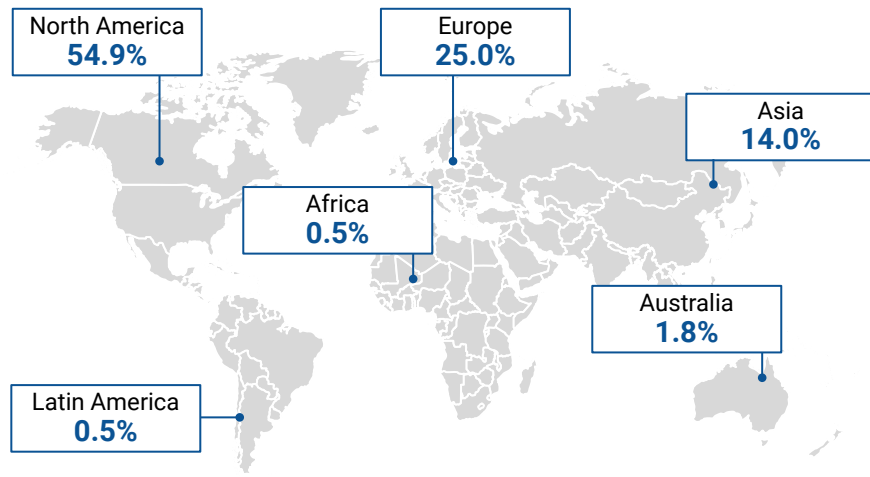 North America
54.9%
Europe
25.0%
Asia
14.0%
Africa
0.5%
Australia
1.8%
Latin America
0.5%